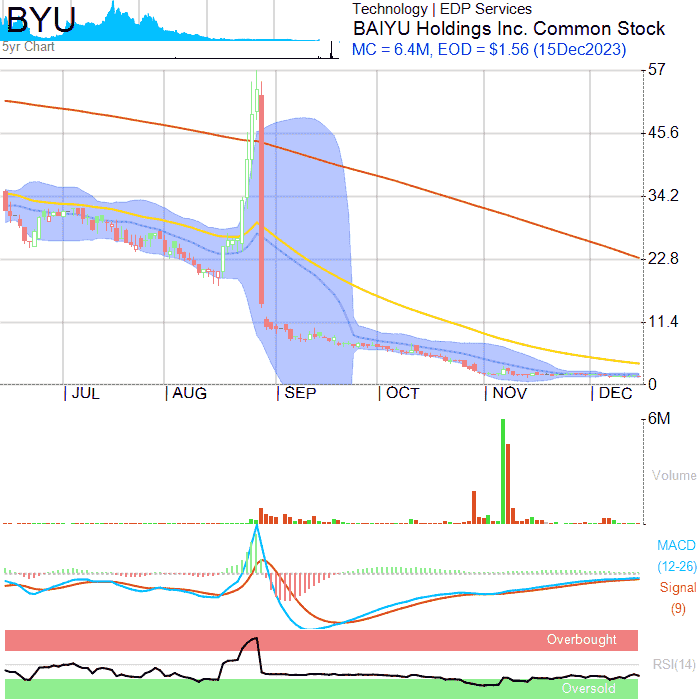 BYU
5yr Chart
Technology | EDP Services
BAIYU Holdings Inc. Common Stock
MC = 6.4M, EOD = $1.56 (15Dec2023)
57
45.6
34.2
22.8
11.4
0
JUL
AUG
SEP
OCT
NOV
DEC
6M
Volume
MACD
(12-26)
Signal
(9)
Overbought
RSI(14)
Oversold